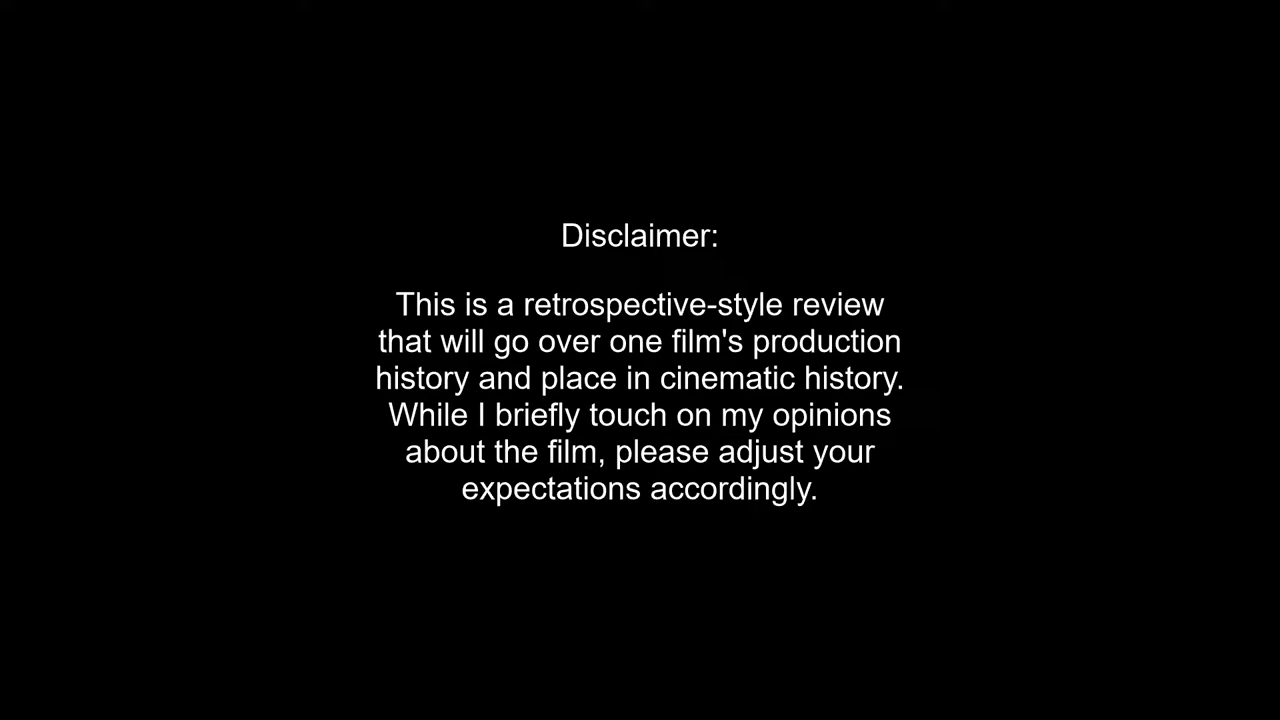 Disclaimer:
This is a retrospective-style review
that will go over one film's production
history and place in cinematic history.
While I briefly touch on my opinions
about the film, please adjust your
expectations accordingly.